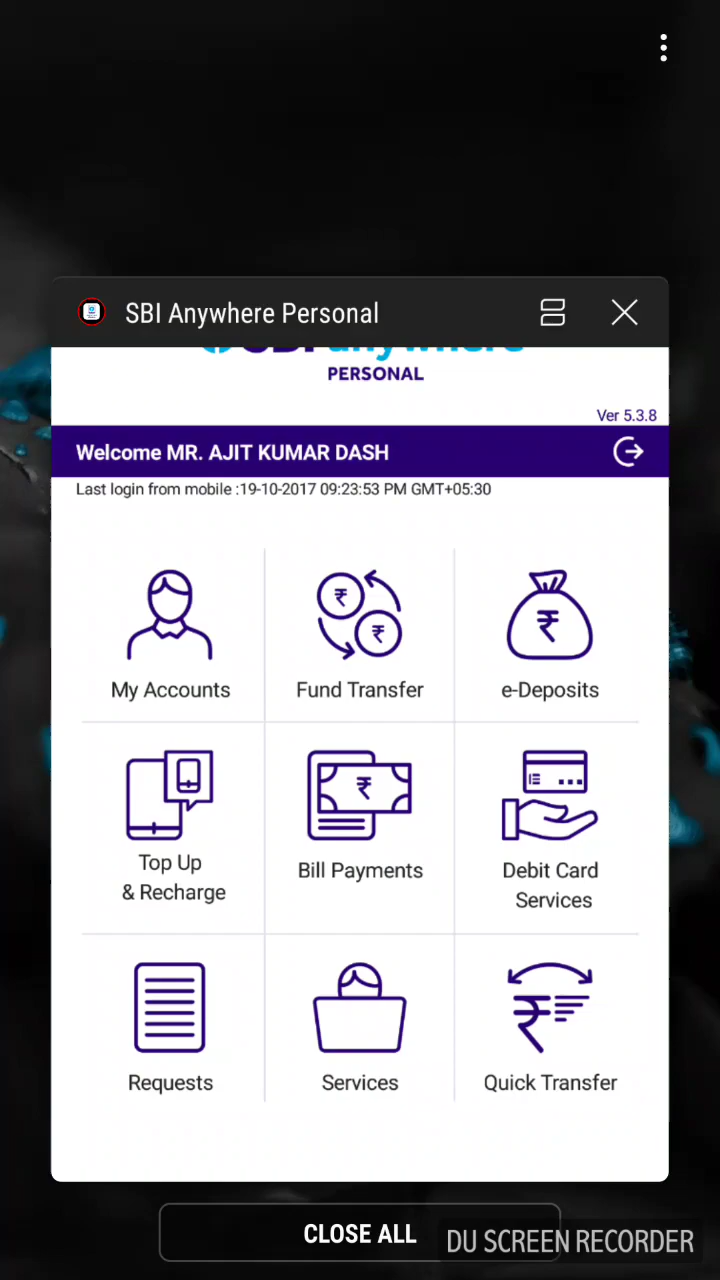 SBI Anywhere Personal
SBI anywhere
PERSONAL
Ver 5.3.8
Welcome MR. AJIT KUMAR DASH
Last login from mobile :19-10-2017 09:23:53 PM GMT+05:30
My Accounts
Fund Transfer
e-Deposits
Top Up
& Recharge
Bill Payments
Debit Card
Services
Requests
Services
Quick Transfer
CLOSE ALL
DU SCREEN RECORDER